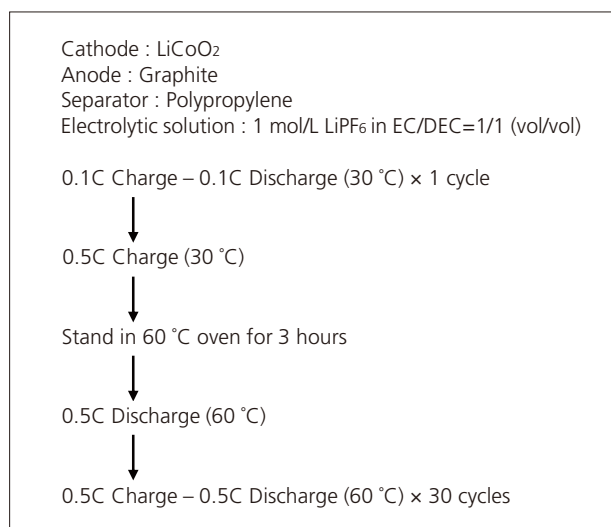 Cathode : LiCoO2
Anode : Graphite
Separator : Polypropylene
Electrolytic solution : 1 mol/L LiPF6 in EC/DEC=1/1 (vol/vol)
0.1C Charge – 0.1C Discharge (30 ˚C) × 1 cycle
0.5C Charge (30 ˚C)
Stand in 60 ˚C oven for 3 hours
0.5C Discharge (60 ˚C)
0.5C Charge – 0.5C Discharge (60 ˚C) × 30 cycles